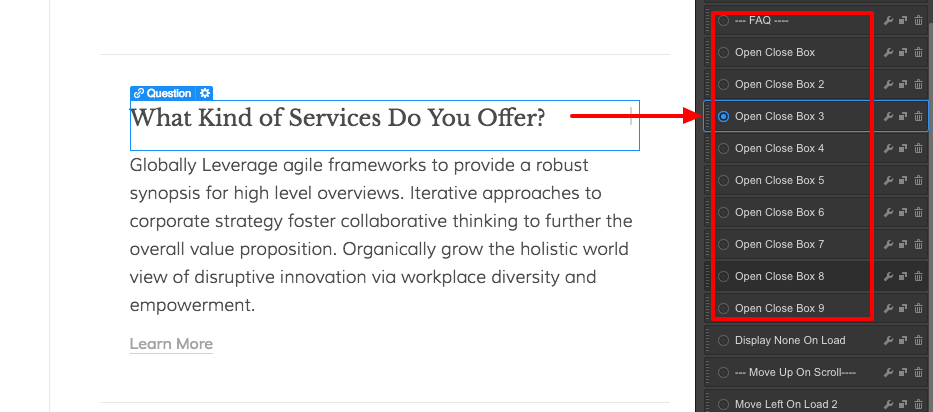 Question
What Kind of Services Do You Offer?
Globally Leverage agile frameworks to provide a robust
synopsis for high level overviews. Iterative approaches to
corporate strategy foster collaborative thinking to further the
overall value proposition. Organically grow the holistic world
view of disruptive innovation via workplace diversity and
empowerment.
Learn More
--- FAQ ----
Open Close Box
Open Close Box 2
Open Close Box 3
Open Close Box 4
Open Close Box 5
Open Close Box 6
Open Close Box 7
Open Close Box 8
Open Close Box 9
Display None On Load
--- Move Up On Scroll----
Move Left On Load 2